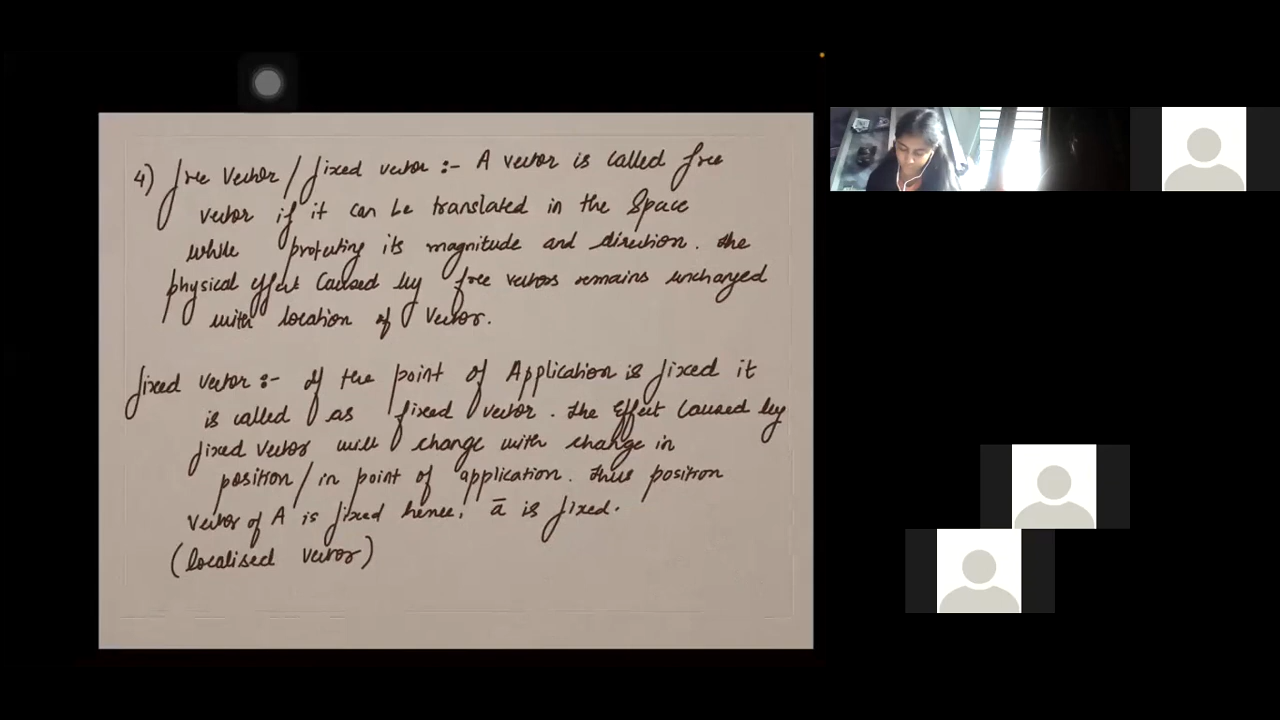 4) free vector / fixed vector :- A vector is called free
vector if it can be translated in the space
while protecting its magnitude and direction. The
physical effect caused by free vectors remains unchanged
with location of vector.
fixed vector :- If the point of Application is fixed it
is called as fixed vector. The Effect caused by
fixed vector will change with change in
position / in point of application. Thus position
vector of A is fixed hence, a̅ is fixed.
(localised vector)